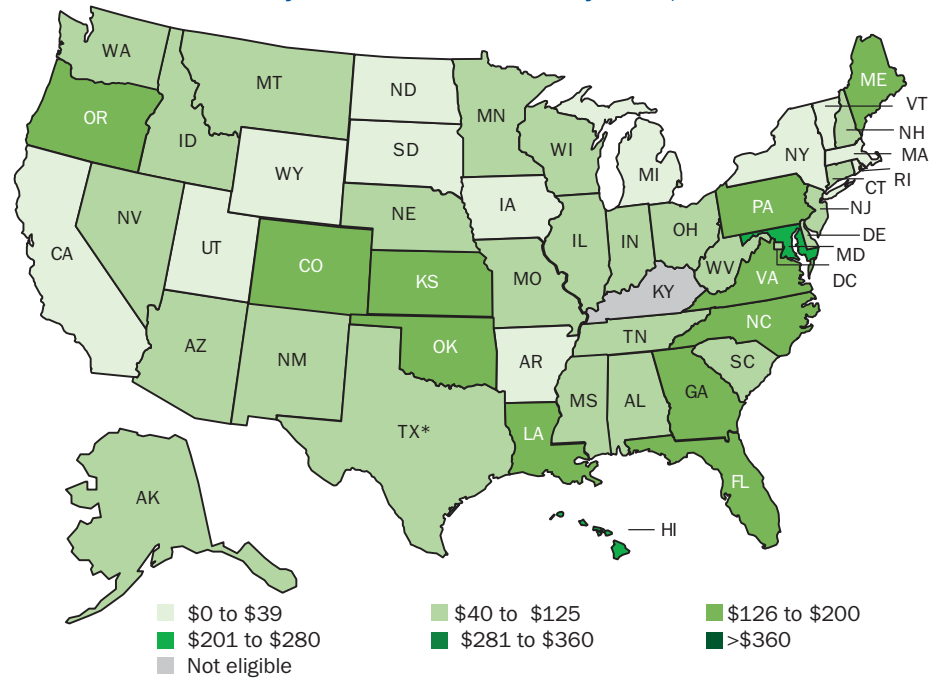 WA
MT
ND
MN
ME
VT
OR
ID
SD
WI
NH
WY
MI
NY
MA
RI
CT
NV
NE
IA
PA
NJ
CA
UT
CO
IL
IN
OH
DE
MD
DC
KS
MO
WV
KY
VA
AZ
NM
OK
AR
TN
NC
SC
TX*
MS
AL
GA
LA
FL
AK
HI
$0 to $39
$40 to $125
$126 to $200
$201 to $280
$281 to $360
>$360
Not eligible